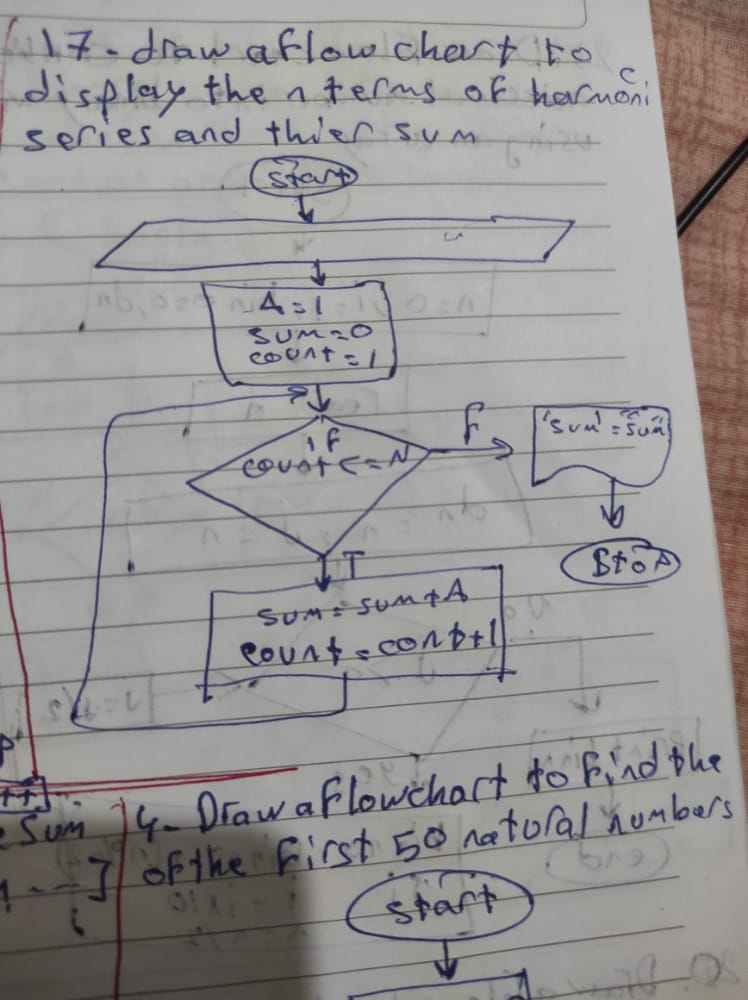 17- draw a flow chart to
display the n terms of harmonic
series and thier sum
start
A=1
sum=0
count=1
if
count <= N
F
"sum" = sum
Stop
T
sum = sum+A
count = cont+1
4- Draw a flowchart to find the
of the first 50 natural numbers
start
++
sum